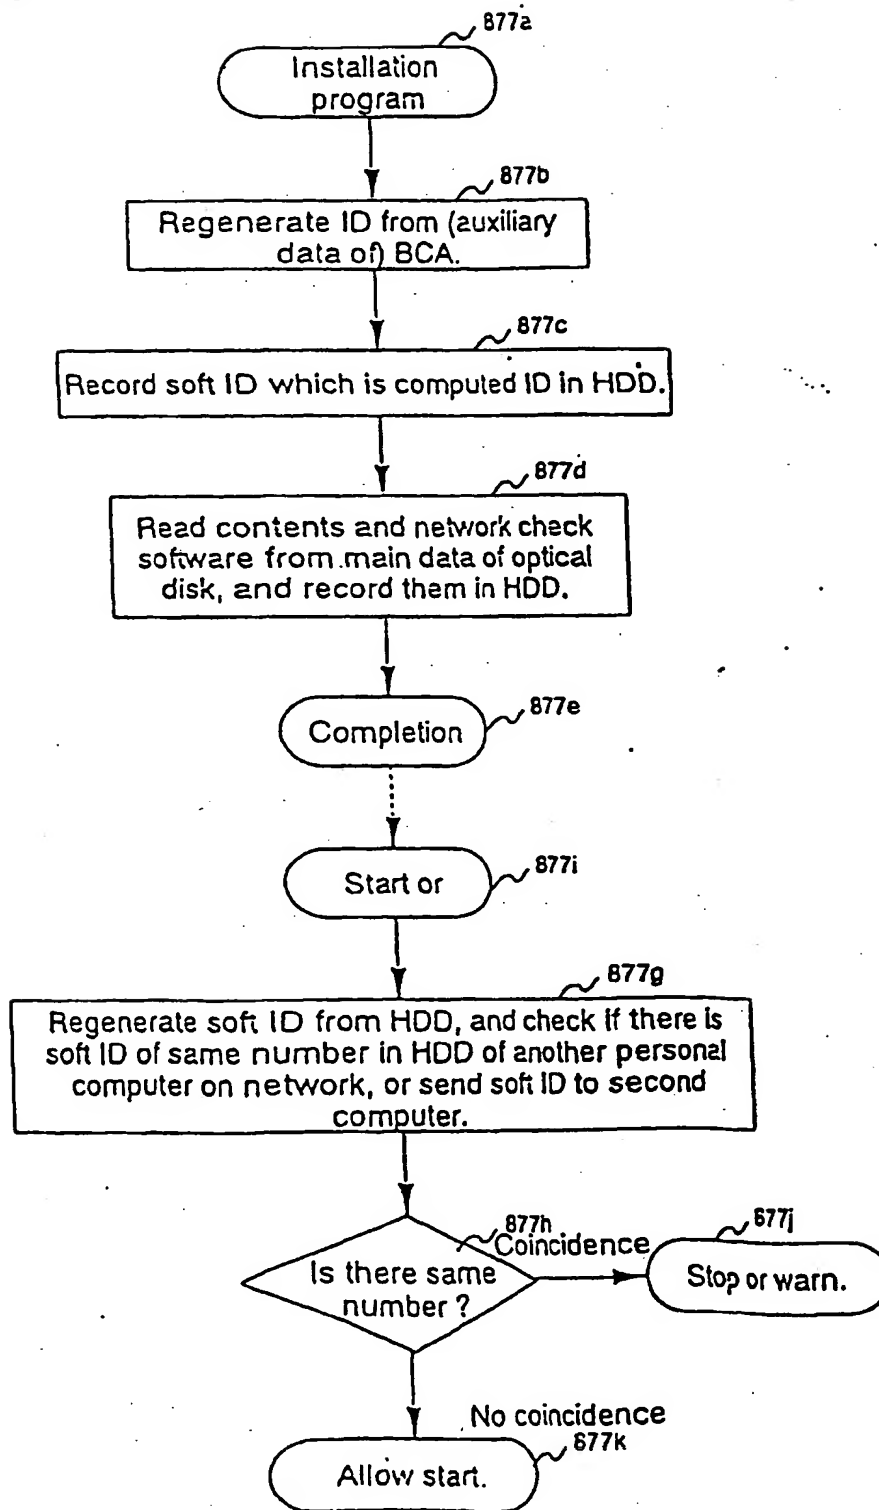 877a
Installation
program
877b
Regenerate ID from (auxiliary
data of) BCA.
877c
Record soft ID which is computed ID in HDD.
877d
Read contents and network check
software from main data of optical
disk, and record them in HDD.
877e
Completion
Start or
877i
877g
Regenerate soft ID from HDD, and check if there is
soft ID of same number in HDD of another personal
computer on network, or send soft ID to second
computer.
877h
Coincidence
877j
Is there same
number ?
Stop or warn.
No coincidence
877k
Allow start.